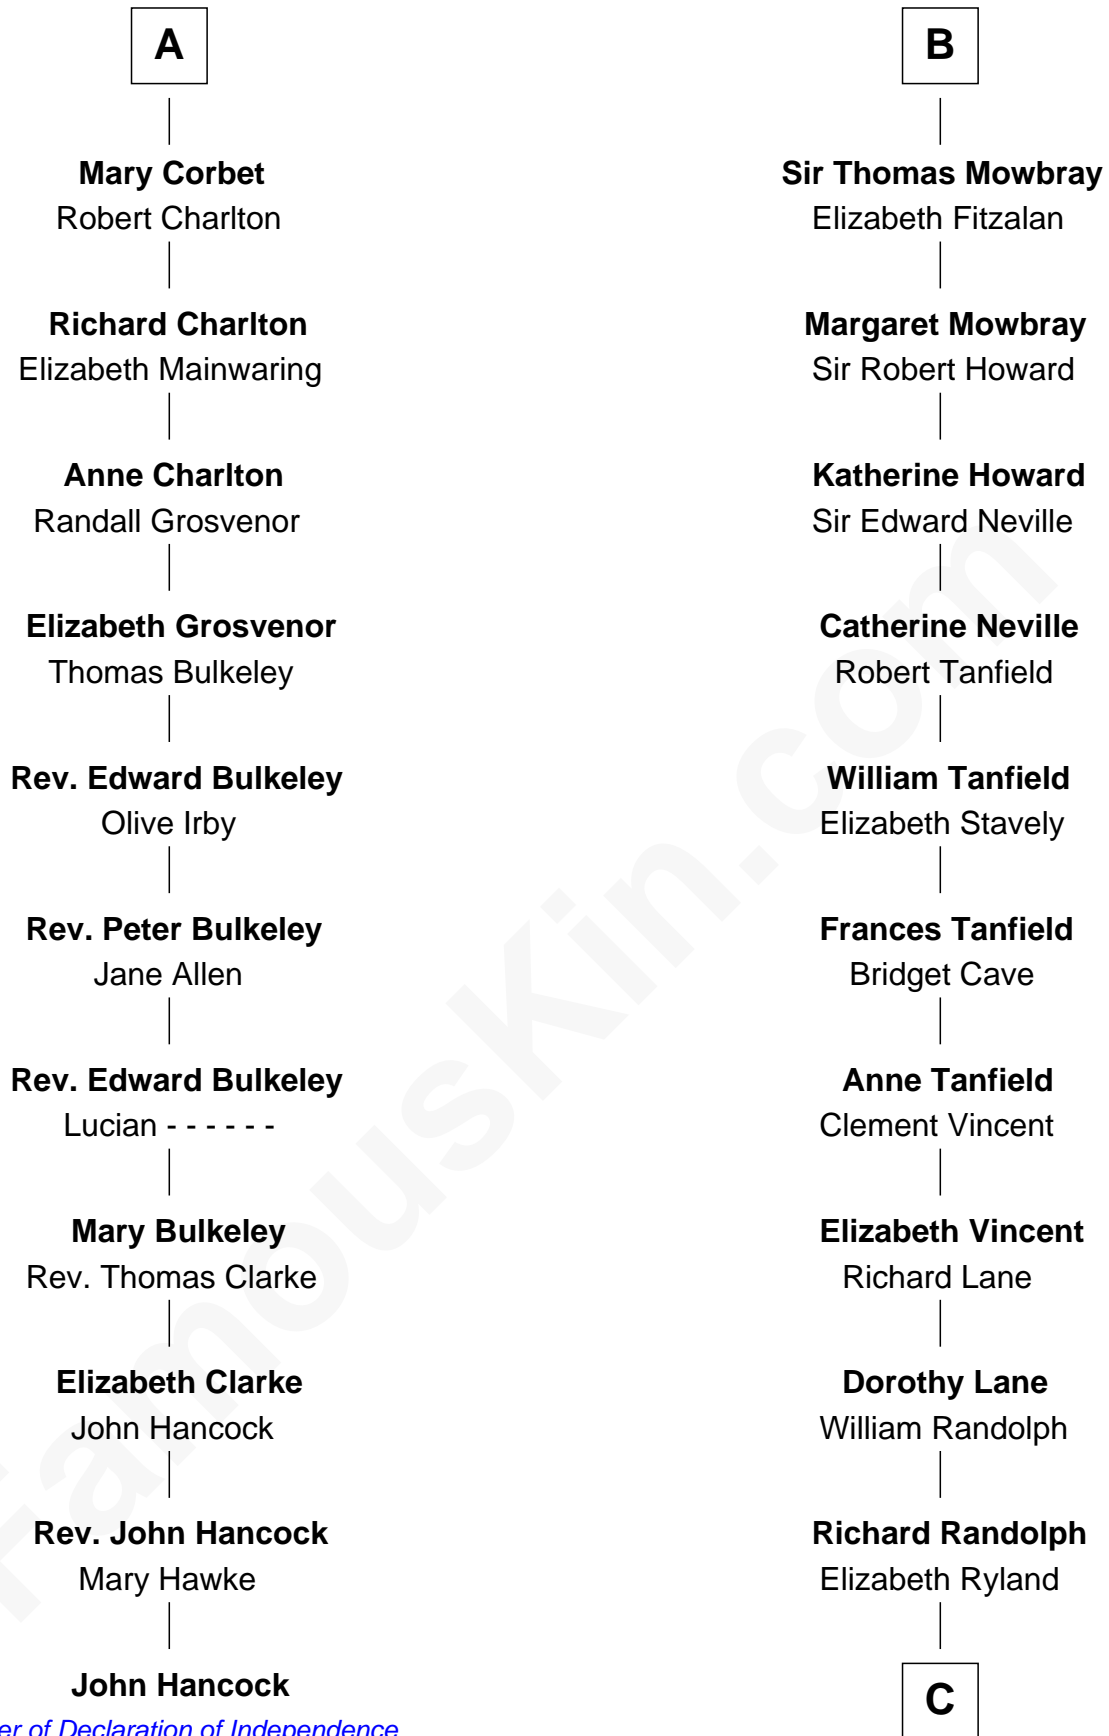 A
Mary Corbet
Robert Charlton
Richard Charlton
Elizabeth Mainwaring
Anne Charlton
Randall Grosvenor
Elizabeth Grosvenor
Thomas Bulkeley
Rev. Edward Bulkeley
Olive Irby
Rev. Peter Bulkeley
Jane Allen
Rev. Edward Bulkeley
Lucian - - - - - -
Mary Bulkeley
Rev. Thomas Clarke
Elizabeth Clarke
John Hancock
Rev. John Hancock
Mary Hawke
John Hancock
er of Declaration of Independence
B
Sir Thomas Mowbray
Elizabeth Fitzalan
Margaret Mowbray
Sir Robert Howard
Katherine Howard
Sir Edward Neville
Catherine Neville
Robert Tanfield
William Tanfield
Elizabeth Stavely
Frances Tanfield
Bridget Cave
Anne Tanfield
Clement Vincent
Elizabeth Vincent
Richard Lane
Dorothy Lane
William Randolph
Richard Randolph
Elizabeth Ryland
C
FamousKin.com